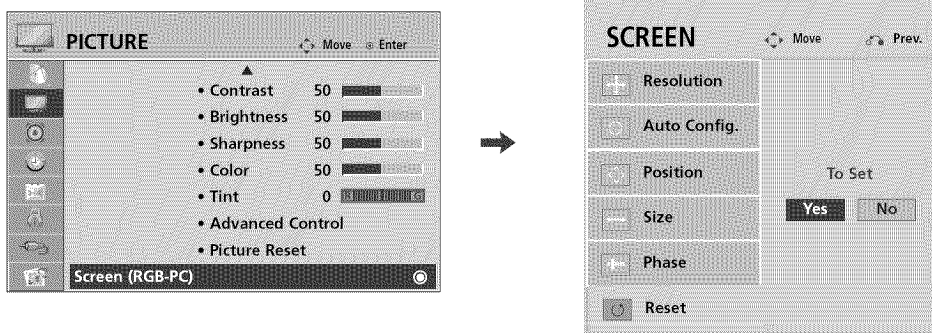 PICTURE
Move
Enter
• Contrast 50
• Brightness 50
• Sharpness 50
• Color 50
• Tint 0 R G
• Advanced Control
• Picture Reset
Screen (RGB-PC)
SCREEN
Move
Prev.
Resolution
Auto Config.
Position
Size
Phase
Reset
To Set
Yes No